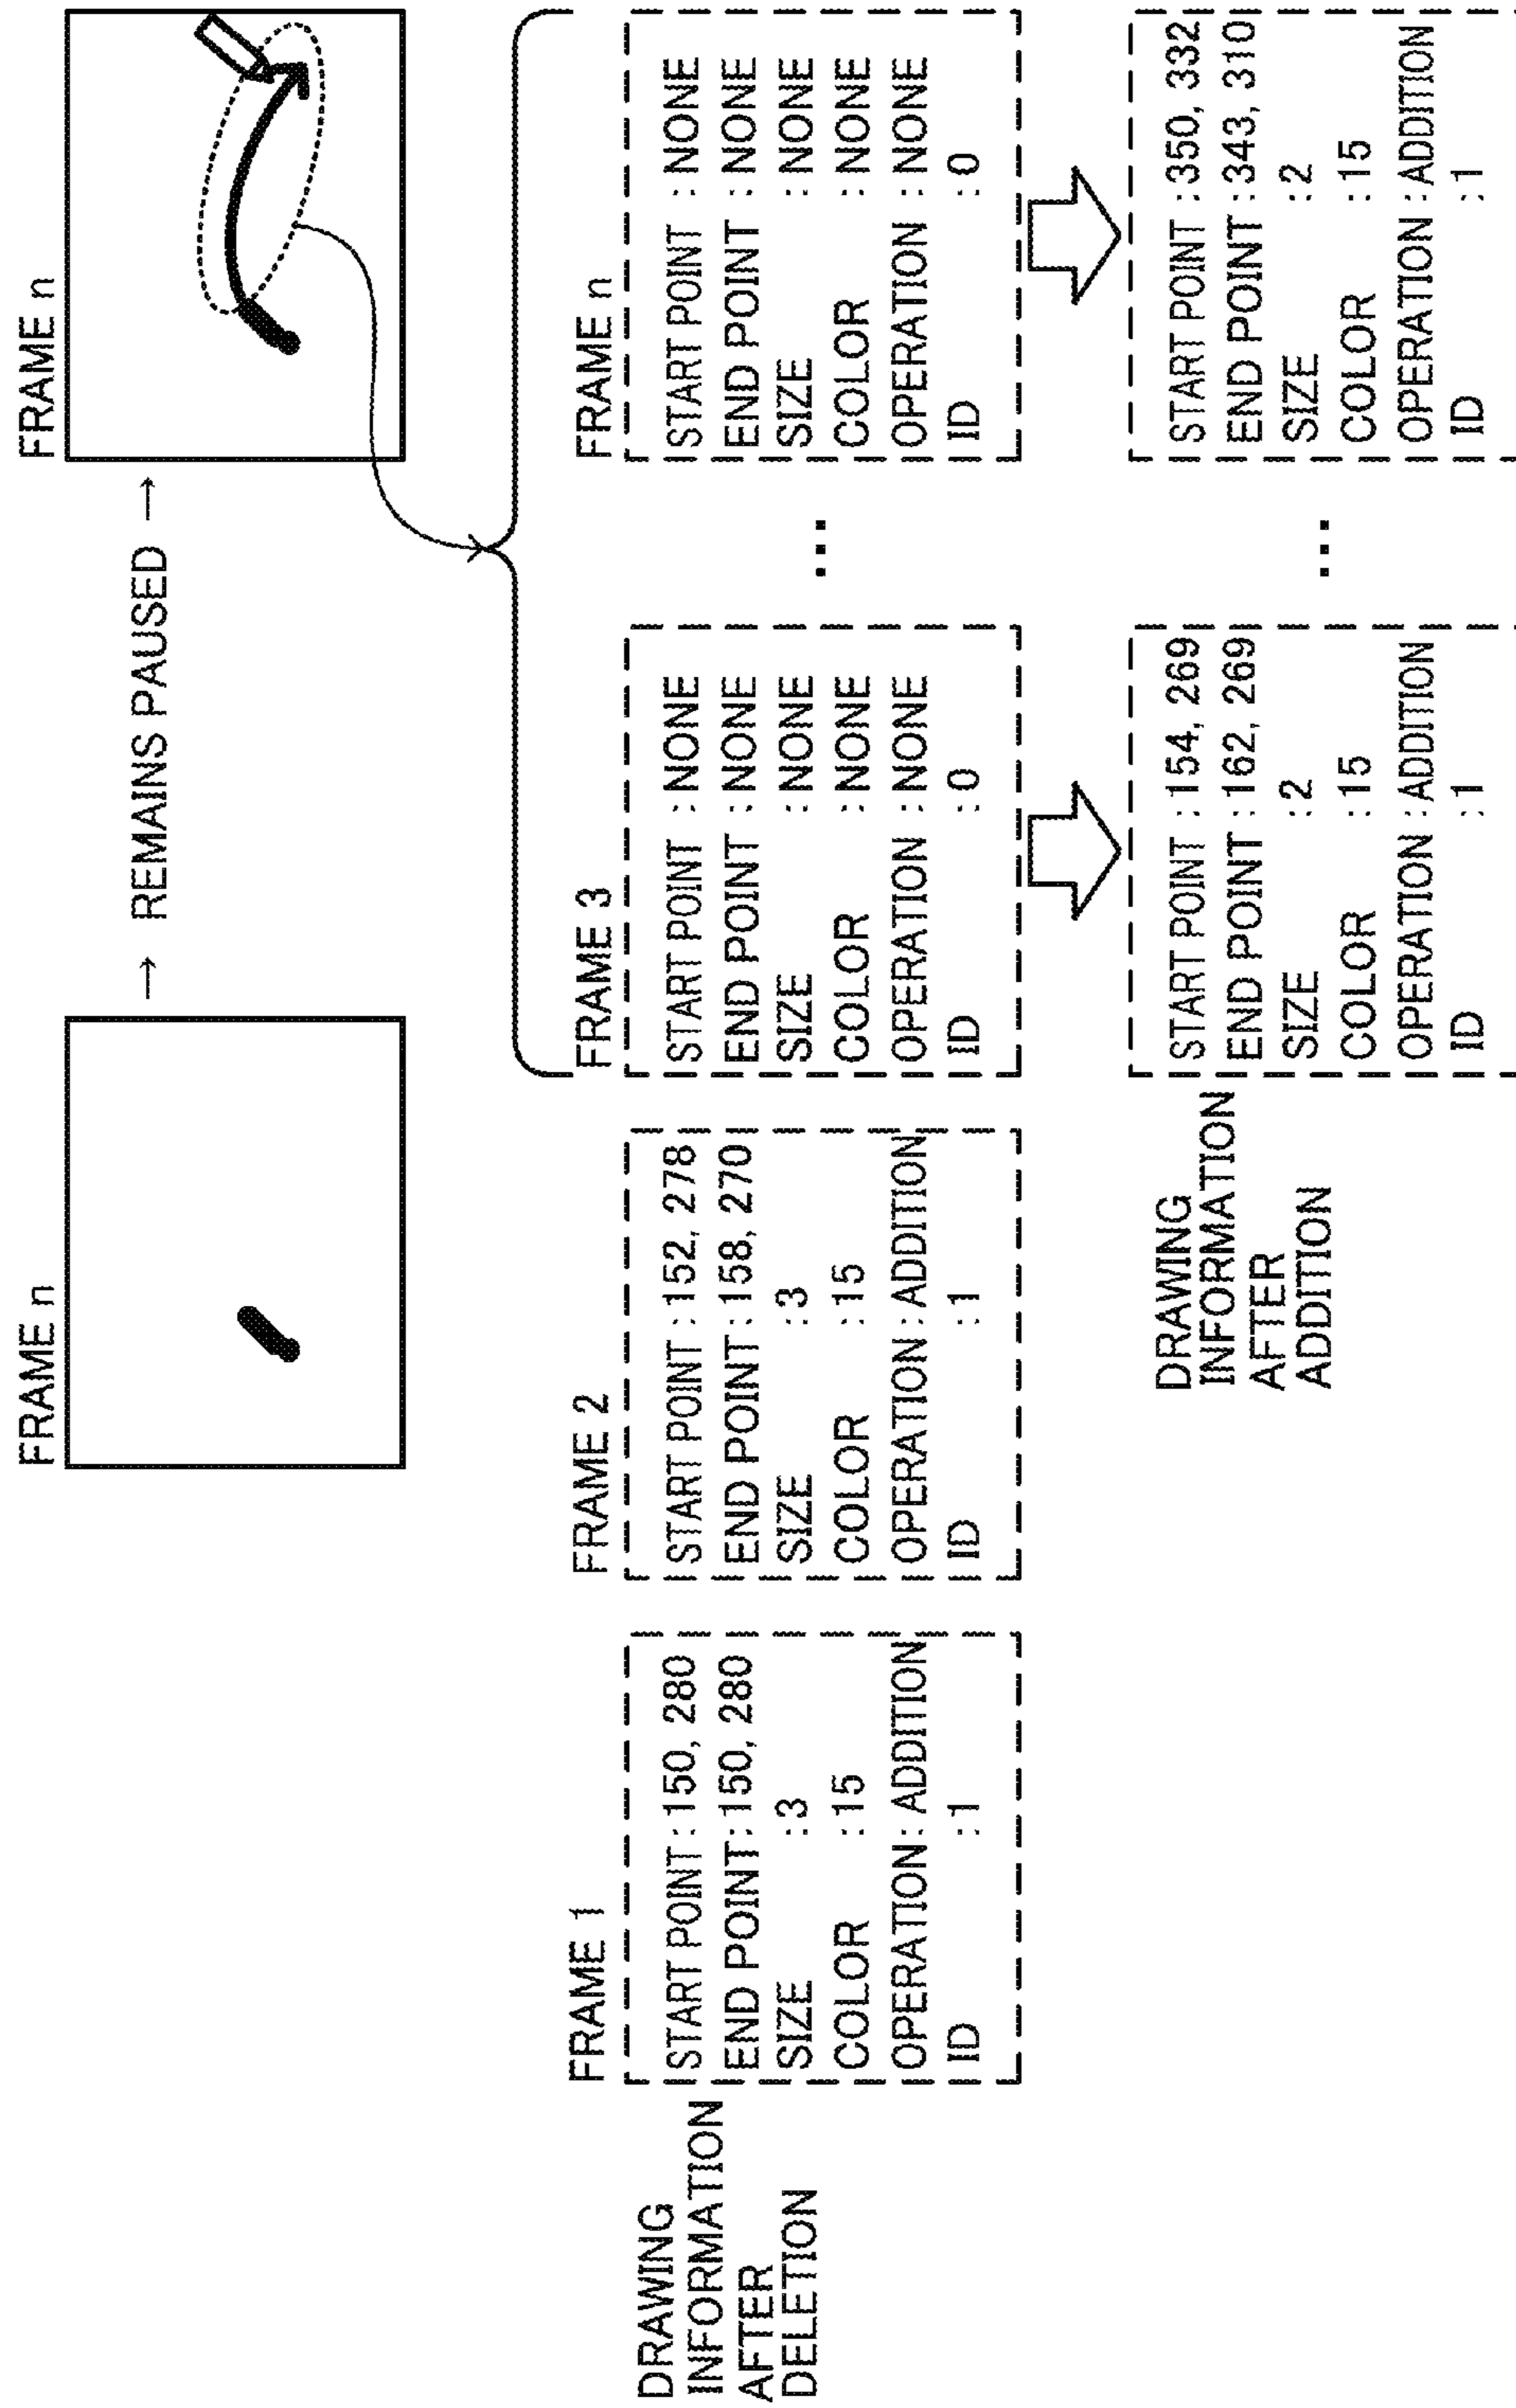 FRAME n
→ REMAINS PAUSED →
FRAME n
DRAWING
INFORMATION
AFTER
DELETION
FRAME 1
START POINT : 150, 280
END POINT : 150, 280
SIZE : 3
COLOR : 15
OPERATION : ADDITION
ID : 1
FRAME 2
START POINT : 152, 278
END POINT : 158, 270
SIZE : 3
COLOR : 15
OPERATION : ADDITION
ID : 1
FRAME 3
START POINT : NONE
END POINT : NONE
SIZE : NONE
COLOR : NONE
OPERATION : NONE
ID : 0
...
FRAME n
START POINT : NONE
END POINT : NONE
SIZE : NONE
COLOR : NONE
OPERATION : NONE
ID : 0
DRAWING
INFORMATION
AFTER
ADDITION
START POINT : 154, 269
END POINT : 162, 269
SIZE : 2
COLOR : 15
OPERATION : ADDITION
ID : 1
...
START POINT : 350, 332
END POINT : 343, 310
SIZE : 2
COLOR : 15
OPERATION : ADDITION
ID : 1